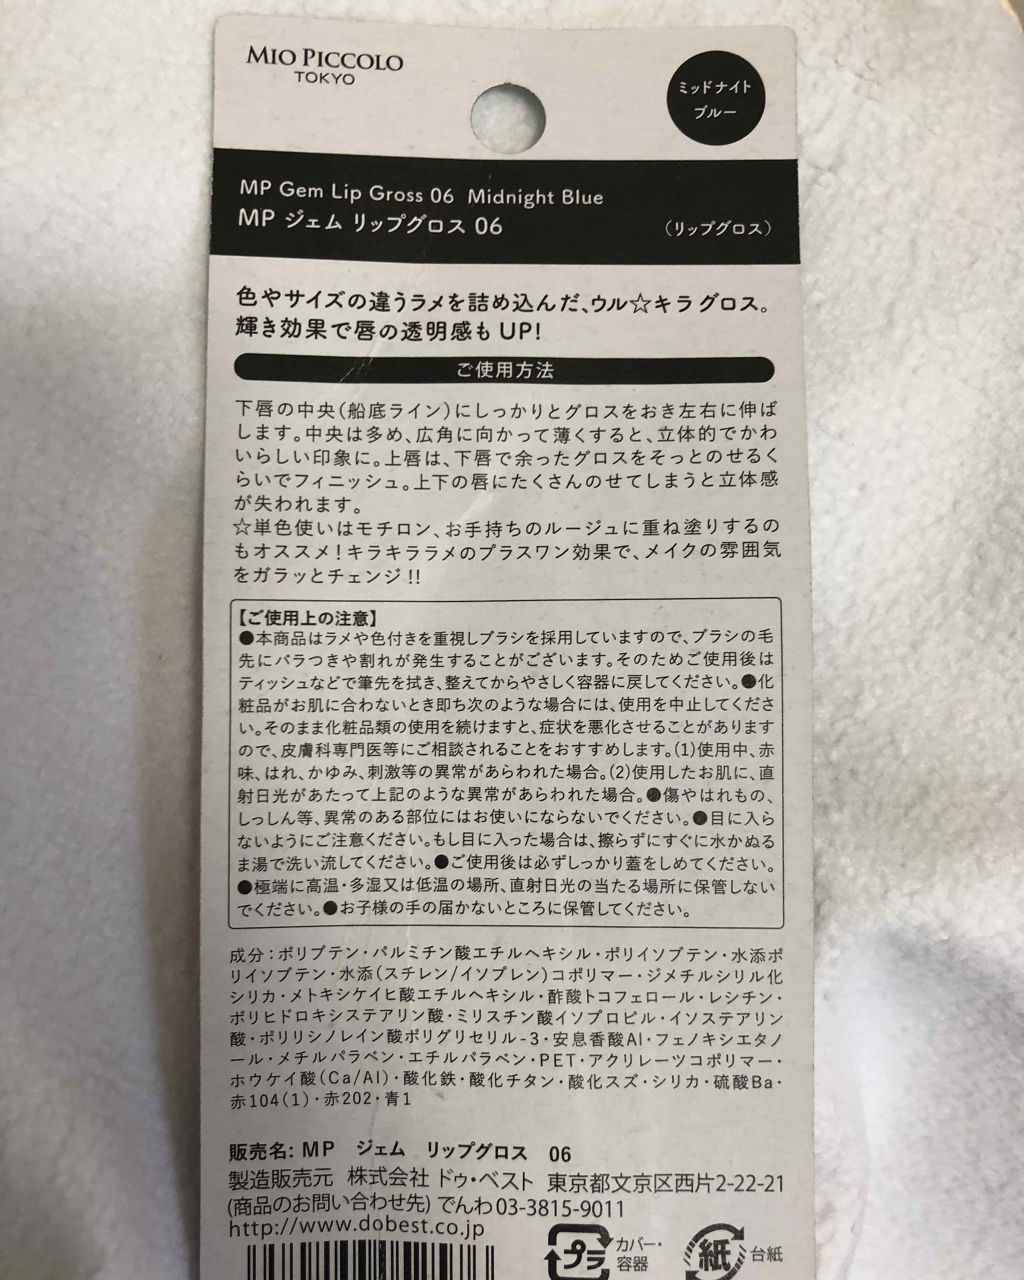 MIO PICCOLO
TOKYO
ミッドナイト
ブルー
MP Gem Lip Gross 06 Midnight Blue
MP ジェム リップグロス 06
（リップグロス）
色やサイズの違うラメを詰め込んだ、ウル☆キラ グロス。
輝き効果で唇の透明感も UP!
ご使用方法
下唇の中央（船底ライン）にしっかりとグロスをおき左右に伸ば
します。中央は多め、広角に向かって薄くすると、立体的でかわ
いらしい印象に。上唇は、下唇で余ったグロスをそっとのせるく
らいでフィニッシュ。上下の唇にたくさんのせてしまうと立体感
が失われます。
☆単色使いはモチロン、お手持ちのルージュに重ね塗りするの
もオススメ！キラキララメのプラスワン効果で、メイクの雰囲気
をガラッとチェンジ!!
【ご使用上の注意】
●本商品はラメや色付きを重視しブラシを採用していますので、ブラシの毛
先にバラつきや割れが発生することがございます。そのためご使用後は
ティッシュなどで筆先を拭き、整えてからやさしく容器に戻してください。●化
粧品がお肌に合わないとき即ち次のような場合には、使用を中止してくださ
い。そのまま化粧品類の使用を続けますと、症状を悪化させることがあります
ので、皮膚科専門医等にご相談されることをおすすめします。(1)使用中、赤
味、はれ、かゆみ、刺激等の異常があらわれた場合。(2)使用したお肌に、直
射日光があたって上記のような異常があらわれた場合。●傷やはれもの、
しっしん等、異常のある部位にはお使いにならないでください。●目に入ら
ないようにご注意ください。もし目に入った場合は、擦らずにすぐに水かぬる
ま湯で洗い流してください。●ご使用後は必ずしっかり蓋をしめてください。
●極端に高温・多湿又は低温の場所、直射日光の当たる場所に保管しない
でください。●お子様の手の届かないところに保管してください。
成分：ポリブテン・パルミチン酸エチルヘキシル・ポリイソブテン・水添ポ
リイソブテン・水添(スチレン/イソプレン)コポリマー・ジメチルシリル化
シリカ・メトキシケイヒ酸エチルヘキシル・酢酸トコフェロール・レシチン・
ポリヒドロキシステアリン酸・ミリスチン酸イソプロピル・イソステアリン
酸・ポリリシノレイン酸ポリグリセリル-3・安息香酸Al・フェノキシエタノ
ール・メチルパラベン・エチルパラベン・PET・アクリレーツコポリマー・
ホウケイ酸(Ca/Al)・酸化鉄・酸化チタン・酸化スズ・シリカ・硫酸Ba・
赤104(1)・赤202・青1
販売名: MP ジェム リップグロス 06
製造販売元 株式会社 ドゥ・ベスト 東京都文京区西片2-22-21
(商品のお問い合わせ先) でんわ 03-3815-9011
http://www.dobest.co.jp
プラ
カバー・
容器
紙
台紙